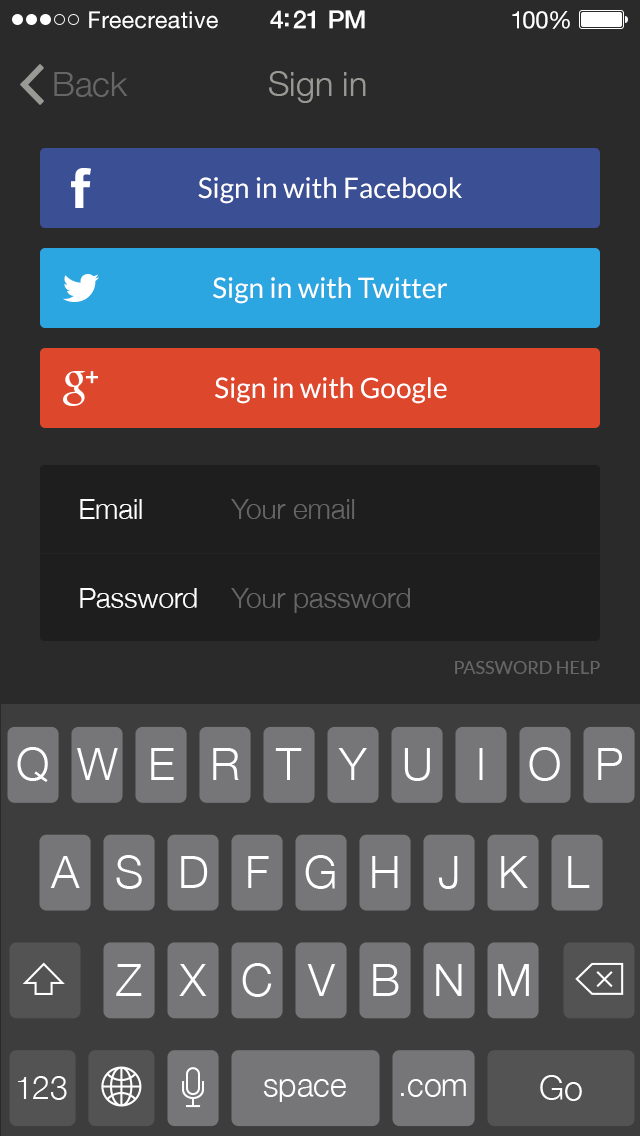 Freecreative 4:21 PM 100%
Back Sign in
f Sign in with Facebook
Sign in with Twitter
g+ Sign in with Google
Email Your email
Password Your password
PASSWORD HELP
Q W E R T Y U I O P
A S D F G H J K L
Z X C V B N M
123 space .com Go